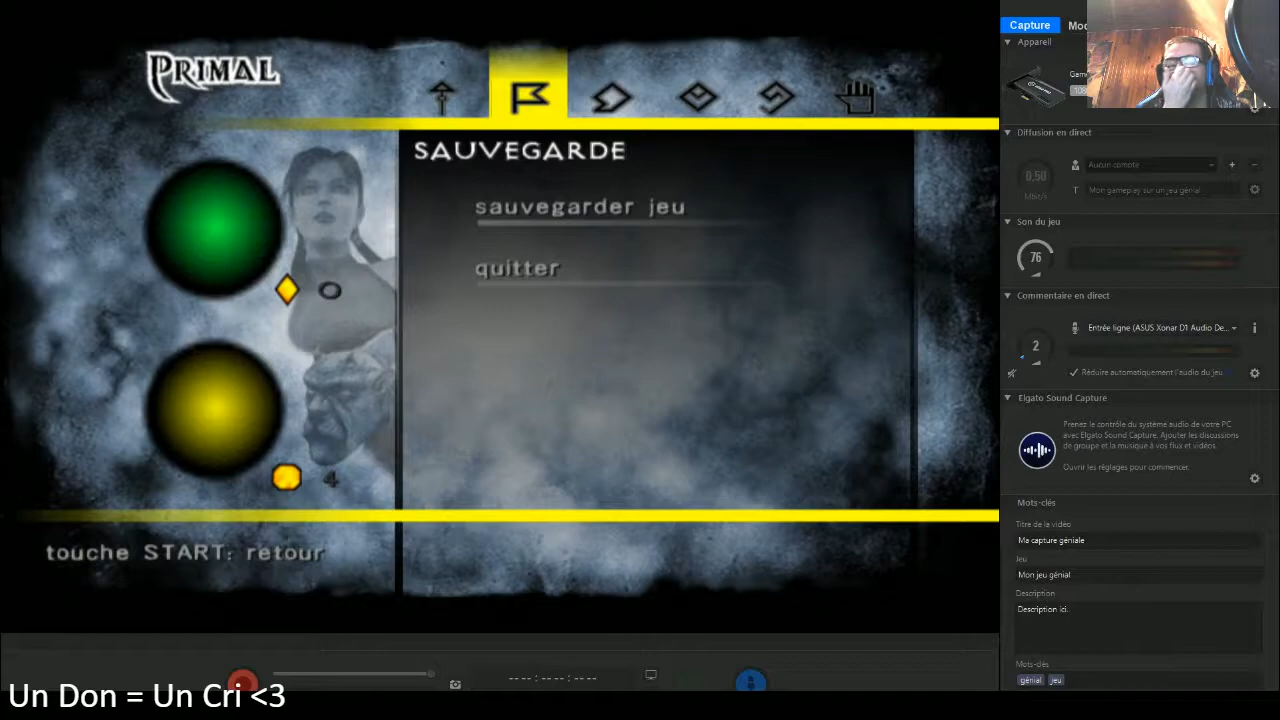 PRIMAL
SAUVEGARDE
sauvegarder jeu
quitter
4
touche START: retour
Un Don = Un Cri <3
Capture
Appareil
Diffusion en direct
0,50
Mbit/s
Aucun compte
T Mon gameplay sur un jeu génial
Son du jeu
76
Commentaire en direct
2
Entrée ligne (ASUS Xonar D1 Audio De...
Réduire automatiquement l'audio du jeu
Elgato Sound Capture
Prenez le contrôle du système audio de votre PC
avec Elgato Sound Capture. Ajouter les discussions
de groupe et la musique à vos flux et vidéos.
Ouvrir les réglages pour commencer.
Mots-clés
Titre de la vidéo
Ma capture géniale
Jeu
Mon jeu génial
Description
Description ici.
Mots-clés
génial jeu
-- -- : -- -- : -- --